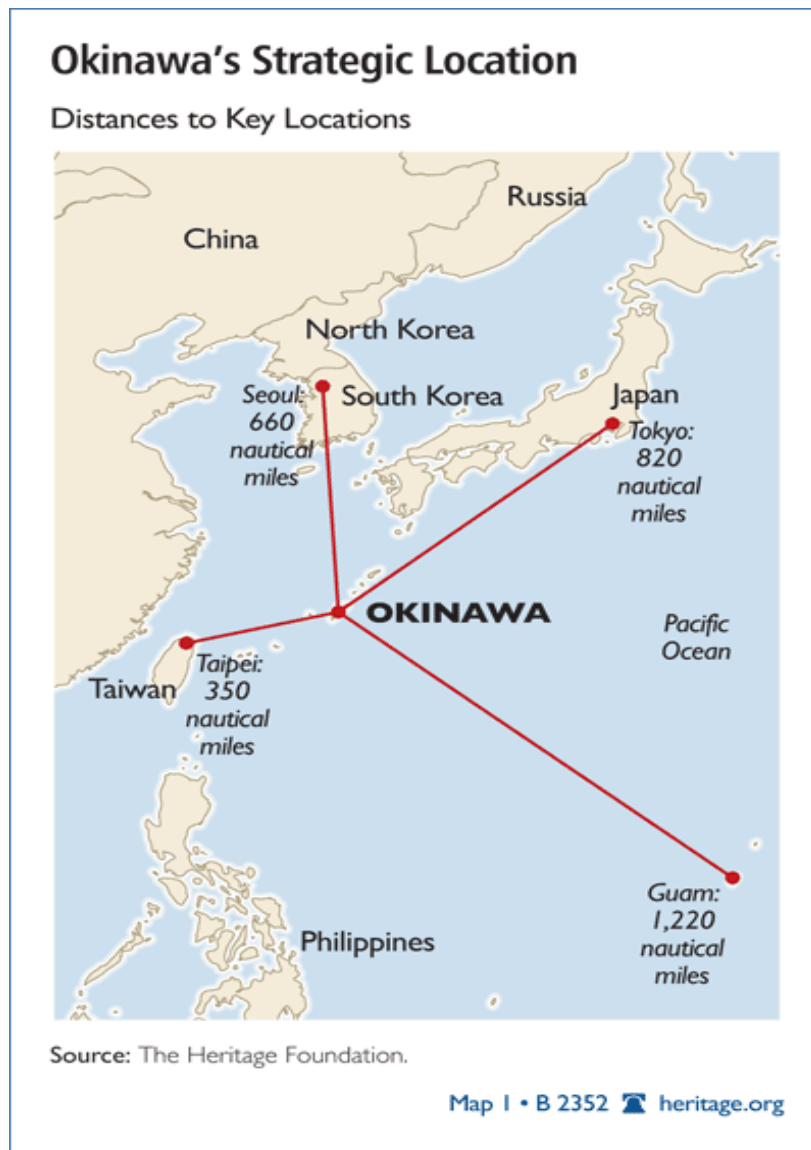 Okinawa's Strategic Location
Distances to Key Locations
Russia
China
North Korea
Seoul:
660
nautical
miles
South Korea
Japan
Tokyo:
820
nautical
miles
OKINAWA
Pacific
Ocean
Taiwan
Taipei:
350
nautical
miles
Guam:
1,220
nautical
miles
Philippines
Source: The Heritage Foundation.
Map 1 • B 2352 heritage.org